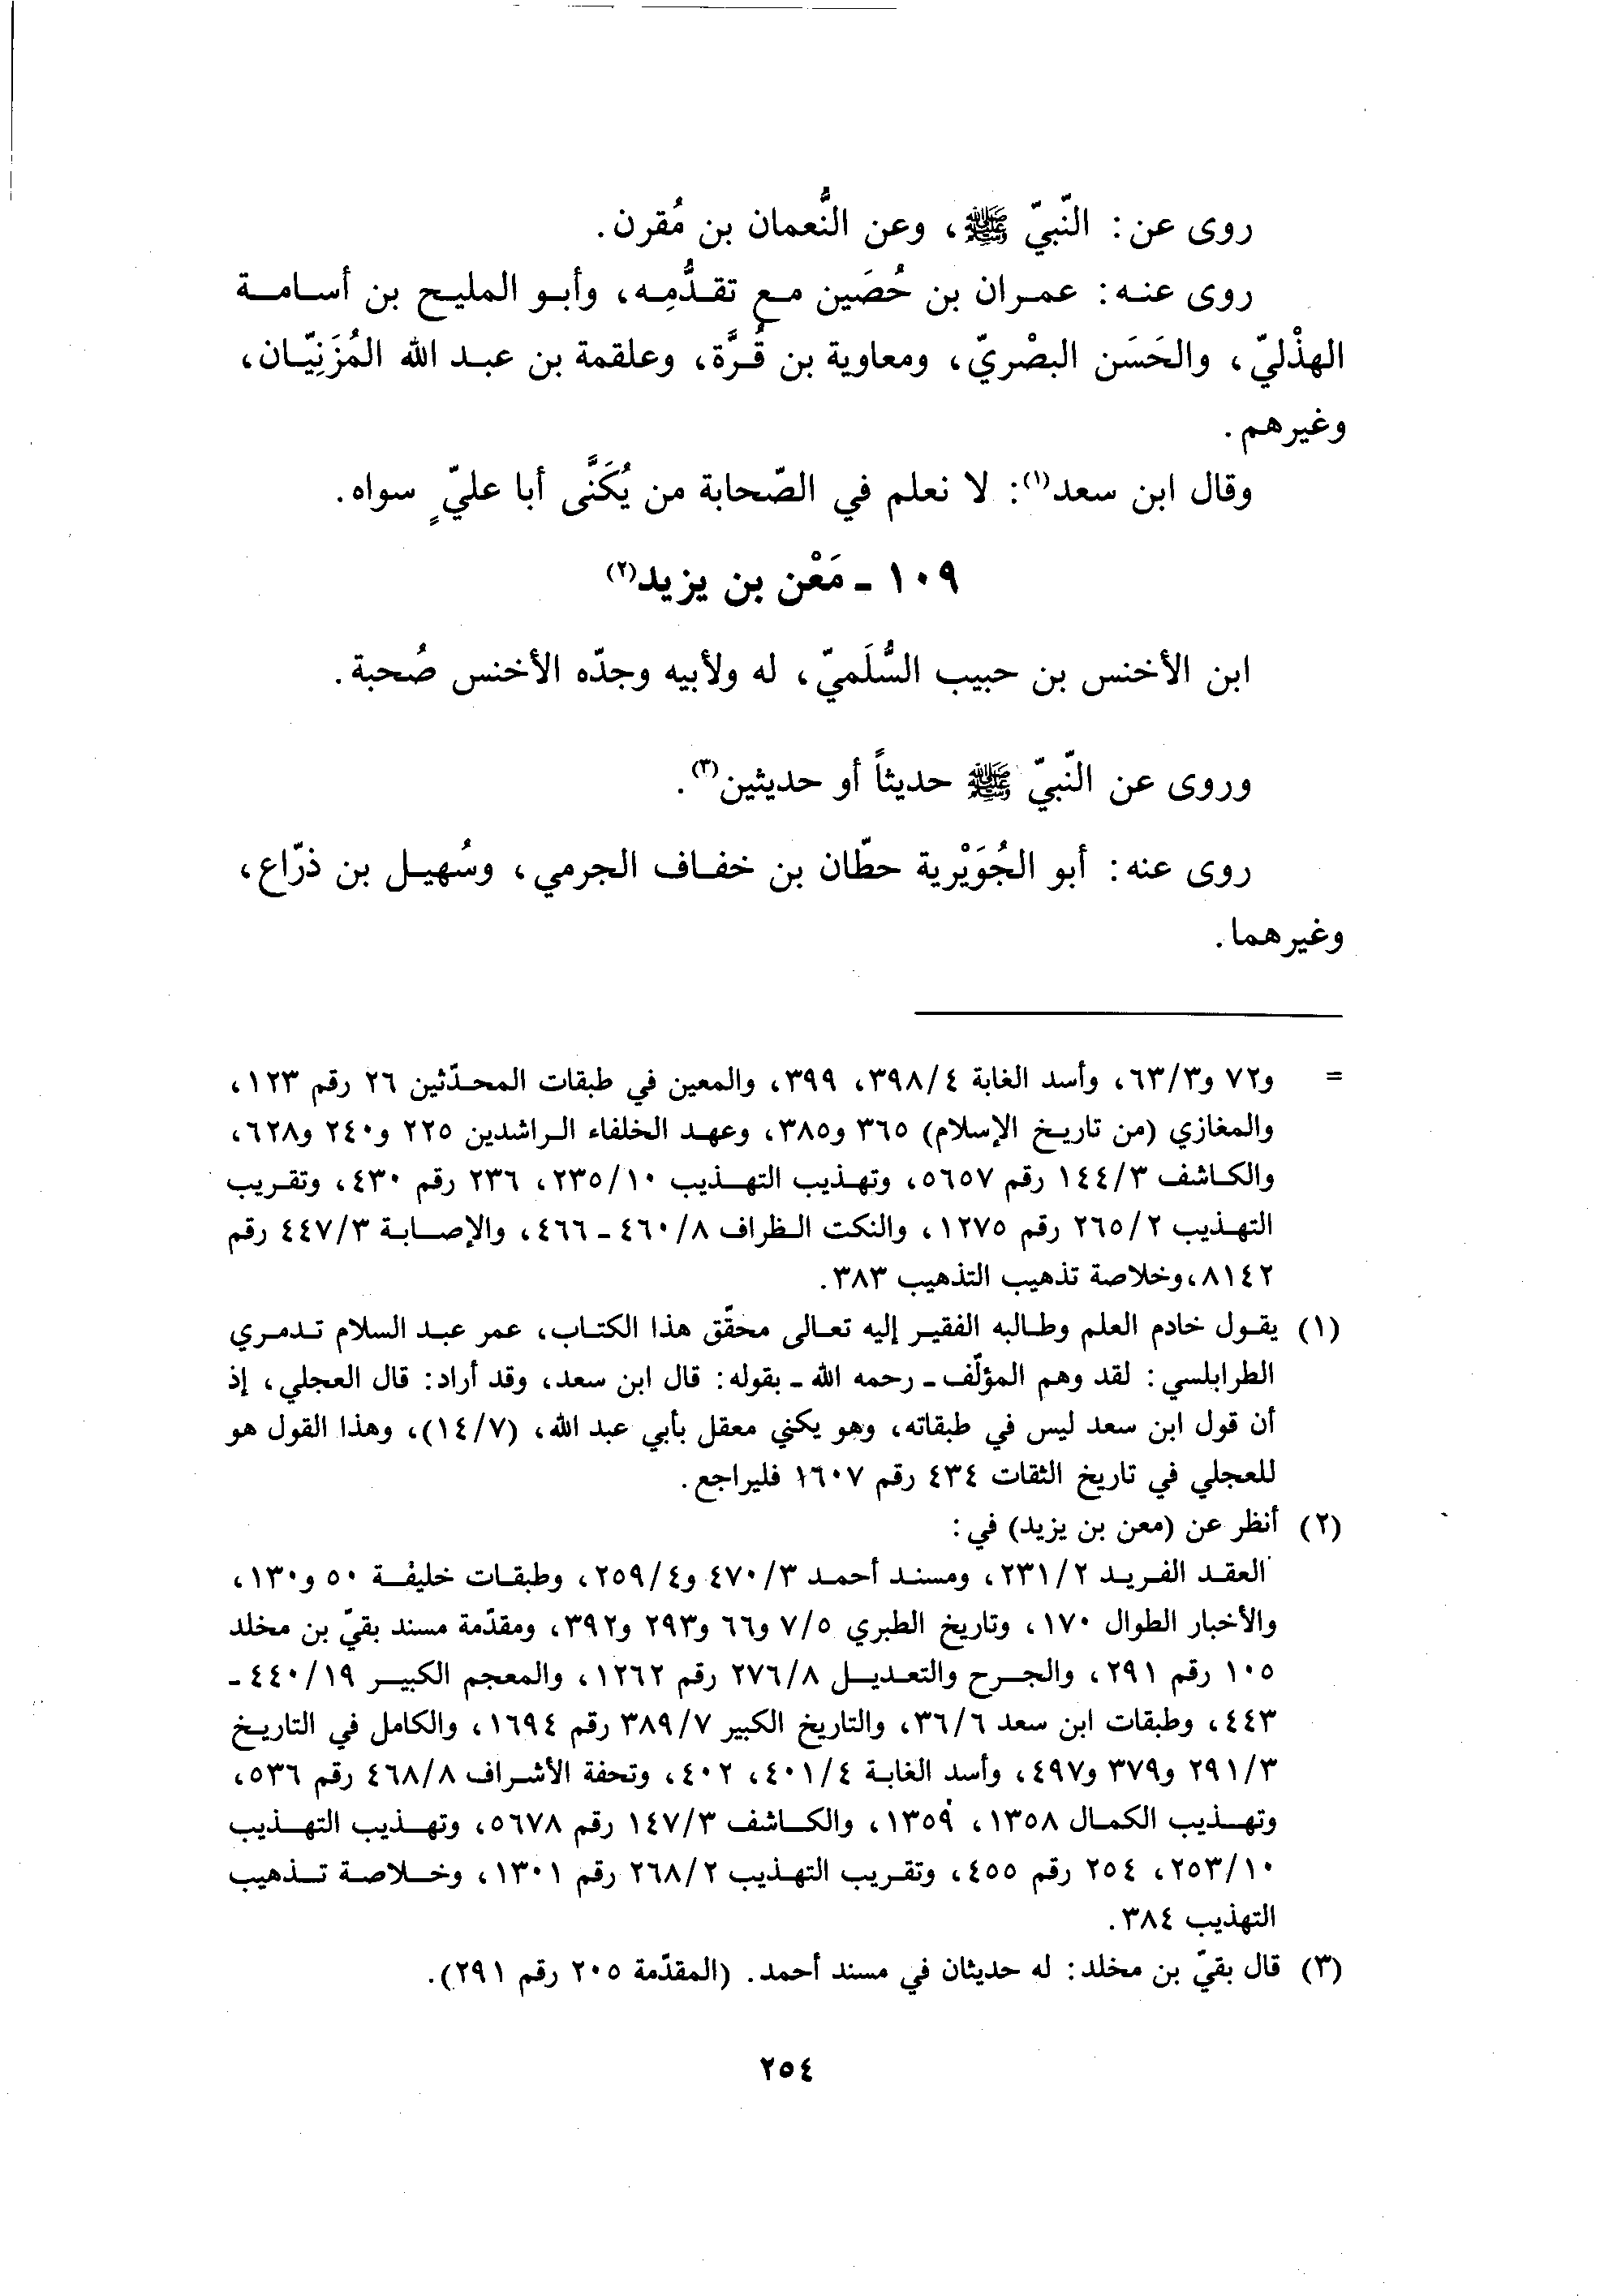 روى عن: النّبيّ ﷺ، وعن النُّعمان بن مُقرن.
روى عنه: عمران بن حُصَين مع تقدُّمِه، وأبو المليح بن أسامة
الهذْليّ، والحَسَن البصْريّ، ومعاوية بن قُرَّة، وعلقمة بن عبد الله المُزَنِيّان،
وغيرهم.
وقال ابن سعد(١): لا نعلم في الصّحابة من يُكَنَّى أبا عليّ ٍ سواه.
١٠٩ ـ مَعْن بن يزيد(٢)
ابن الأخنس بن حبيب السُّلَميّ، له ولأبيه وجدّه الأخنس صُحبة.
وروى عن النّبيّ ﷺ حديثاً أو حديثين(٣).
روى عنه: أبو الجُوَيْرية حطّان بن خفاف الجرمي، وسُهيل بن ذرّاع،
وغيرهما.
= و٧٢ و٦٣/٣، وأسد الغابة ٣٩٨/٤، ٣٩٩، والمعين في طبقات المحدّثين ٢٦ رقم ١٢٣،
والمغازي (من تاريخ الإسلام) ٣٦٥ و٣٨٥، وعهد الخلفاء الراشدين ٢٢٥ و٢٤٠ و٦٢٨،
والكاشف ١٤٤/٣ رقم ٥٦٥٧، وتهذيب التهذيب ٢٣٥/١٠، ٢٣٦ رقم ٤٣٠، وتقريب
التهذيب ٢٦٥/٢ رقم ١٢٧٥، والنكت الظراف ٤٦٠/٨ ـ ٤٦٦، والإصابة ٤٤٧/٣ رقم
٨١٤٢، وخلاصة تذهيب التذهيب ٣٨٣.
(١) يقول خادم العلم وطالبه الفقير إليه تعالى محقّق هذا الكتاب، عمر عبد السلام تدمري
الطرابلسي: لقد وهم المؤلّف ـ رحمه الله ـ بقوله: قال ابن سعد، وقد أراد: قال العجلي، إذ
أن قول ابن سعد ليس في طبقاته، وهو يكني معقل بأبي عبد الله، (١٤/٧)، وهذا القول هو
للعجلي في تاريخ الثقات ٤٣٤ رقم ١٦٠٧ فليراجع.
(٢) أنظر عن (معن بن يزيد) في:
العقد الفريد ٢٣١/٢، ومسند أحمد ٤٧٠/٣ و٢٥٩/٤، وطبقات خليفة ٥٠ و١٣٠،
والأخبار الطوال ١٧٠، وتاريخ الطبري ٧/٥ و٦٦ و٢٩٣ و٣٩٢، ومقدّمة مسند بقيّ بن مخلد
١٠٥ رقم ٢٩١، والجرح والتعديل ٢٧٦/٨ رقم ١٢٦٢، والمعجم الكبير ٤٤٠/١٩ ـ
٤٤٣، وطبقات ابن سعد ٣٦/٦، والتاريخ الكبير ٣٨٩/٧ رقم ١٦٩٤، والكامل في التاريخ
٢٩١/٣ و٣٧٩ و٤٩٧، وأسد الغابة ٤٠١/٤، ٤٠٢، وتحفة الأشراف ٤٦٨/٨ رقم ٥٣٦،
وتهذيب الكمال ١٣٥٨، ١٣٥٩، والكاشف ١٤٧/٣ رقم ٥٦٧٨، وتهذيب التهذيب
٢٥٣/١٠، ٢٥٤ رقم ٤٥٥، وتقريب التهذيب ٢٦٨/٢ رقم ١٣٠١، وخلاصة تذهيب
التهذيب ٣٨٤.
(٣) قال بقيّ بن مخلد: له حديثان في مسند أحمد. (المقدّمة ٢٠٥ رقم ٢٩١).
٢٥٤